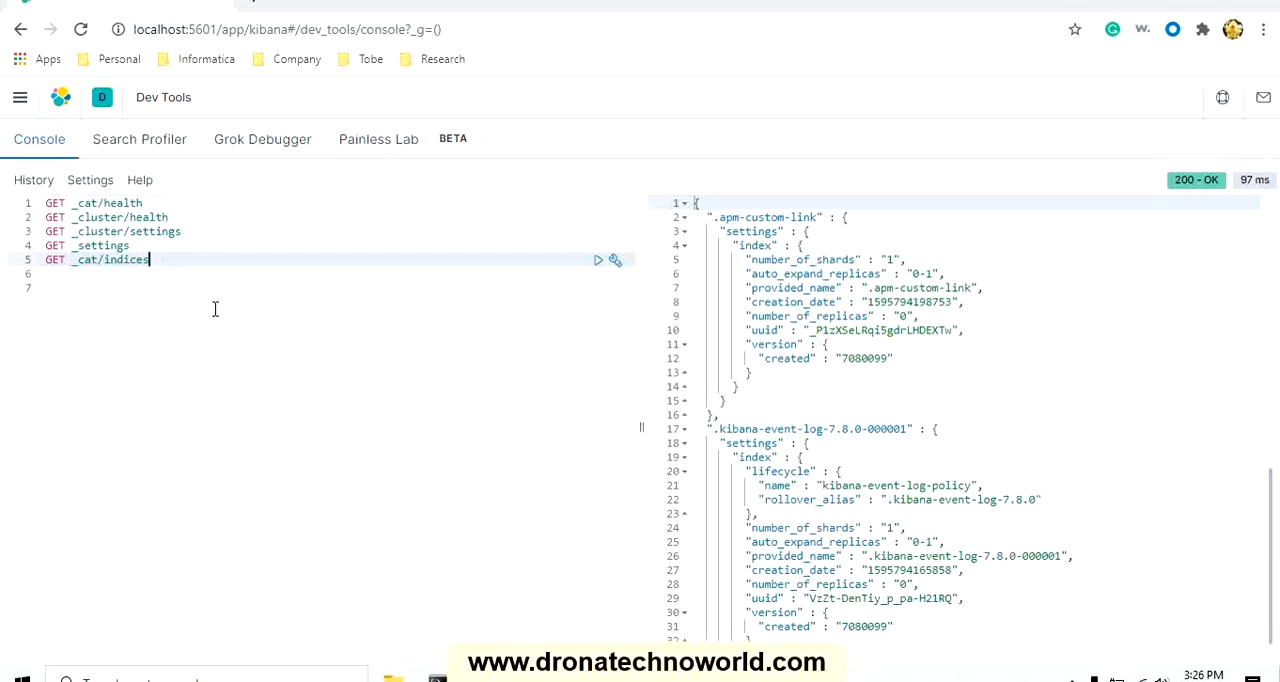 localhost:5601/app/kibana#/dev_tools/console?_g=()
w.
Apps Personal Informatica Company Tobe Research
D Dev Tools
Console Search Profiler Grok Debugger Painless Lab BETA
History Settings Help
200 - OK 97 ms
1 GET _cat/health
2 GET _cluster/health
3 GET _cluster/settings
4 GET _settings
5 GET _cat/indices
6
7
1 {
2 ".apm-custom-link" : {
3 "settings" : {
4 "index" : {
5 "number_of_shards" : "1",
6 "auto_expand_replicas" : "0-1",
7 "provided_name" : ".apm-custom-link",
8 "creation_date" : "1595794198753",
9 "number_of_replicas" : "0",
10 "uuid" : "_P1zXSeLRqi5gdrLHDEXTw",
11 "version" : {
12 "created" : "7080099"
13 }
14 }
15 }
16 },
17 ".kibana-event-log-7.8.0-000001" : {
18 "settings" : {
19 "index" : {
20 "lifecycle" : {
21 "name" : "kibana-event-log-policy",
22 "rollover_alias" : ".kibana-event-log-7.8.0"
23 },
24 "number_of_shards" : "1",
25 "auto_expand_replicas" : "0-1",
26 "provided_name" : ".kibana-event-log-7.8.0-000001",
27 "creation_date" : "1595794165858",
28 "number_of_replicas" : "0",
29 "uuid" : "VzZt-DenTiy_p_pa-H21RQ",
30 "version" : {
31 "created" : "7080099"
32 }
www.dronatechnoworld.com
3:26 PM